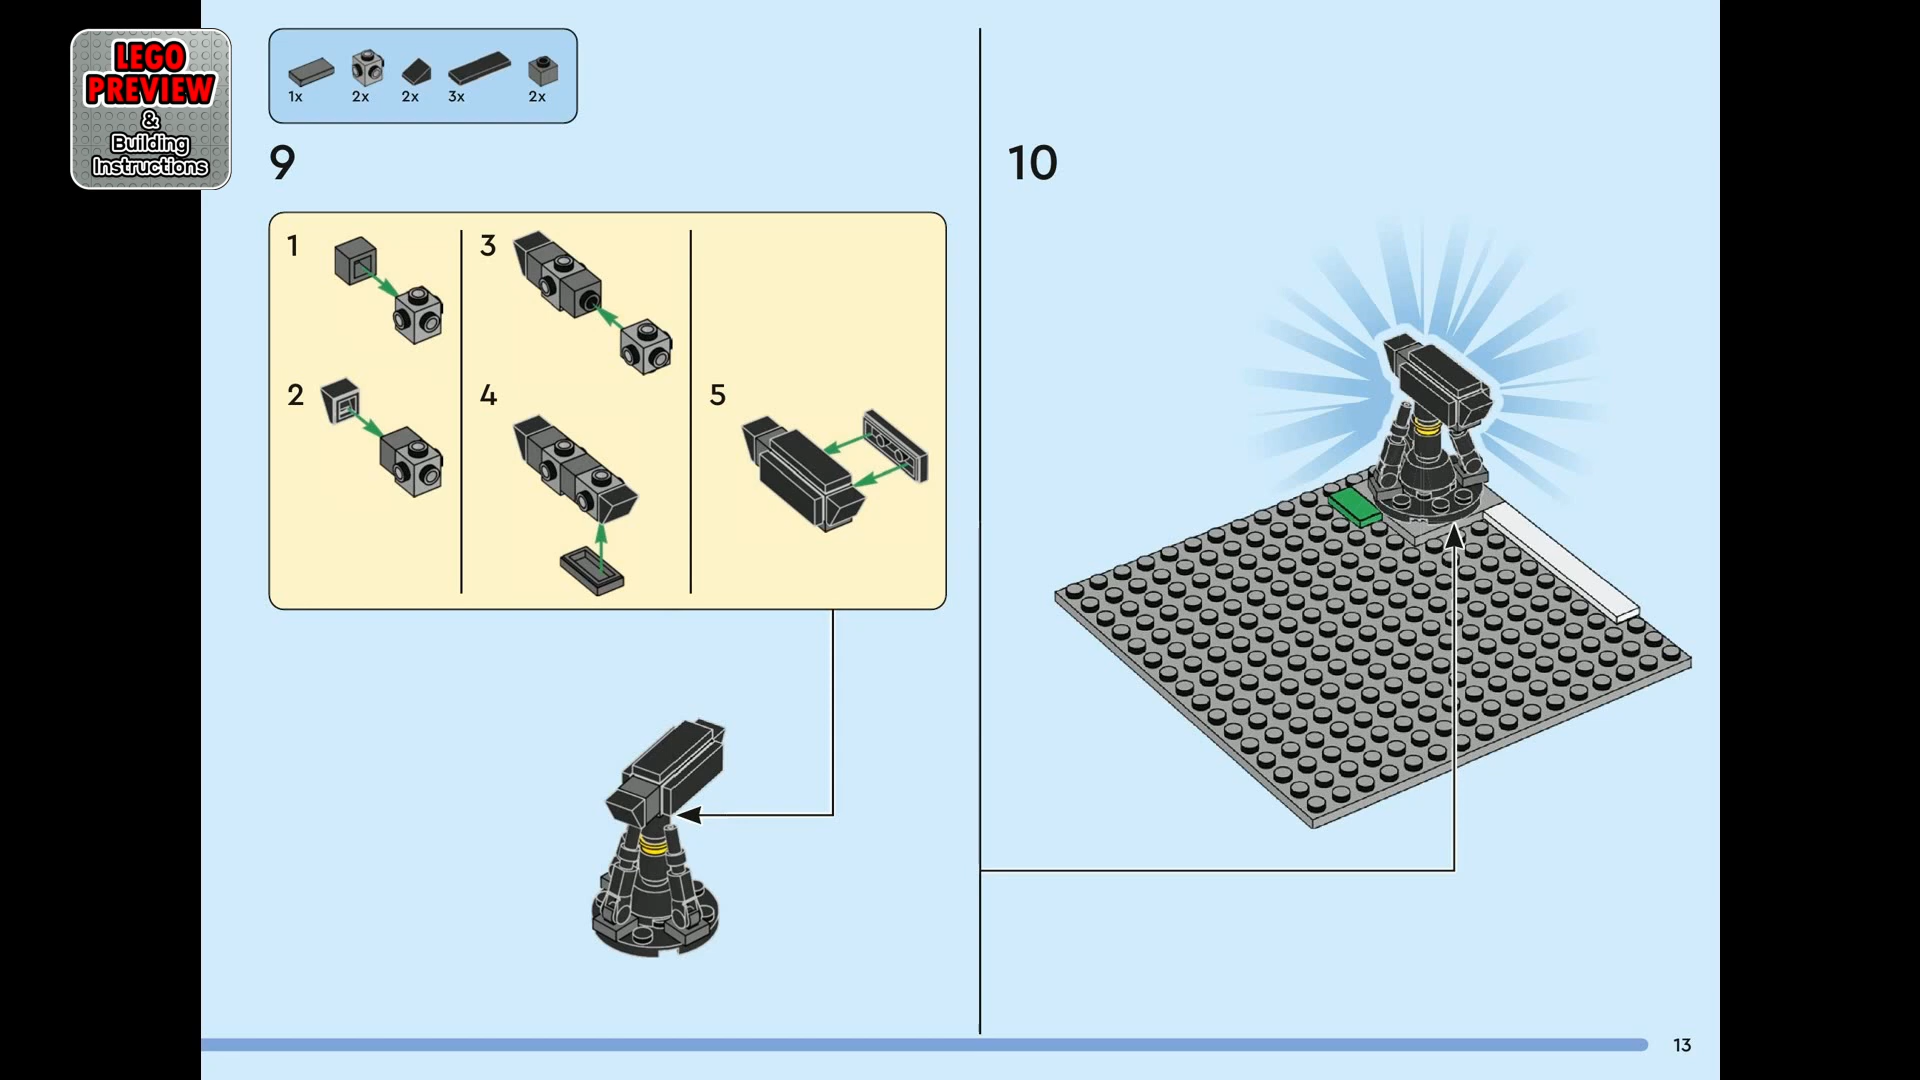 LEGO
PREVIEW
&
Building
Instructions
1x 2x 2x 3x 2x
9
1
2
3
4
5
10
13